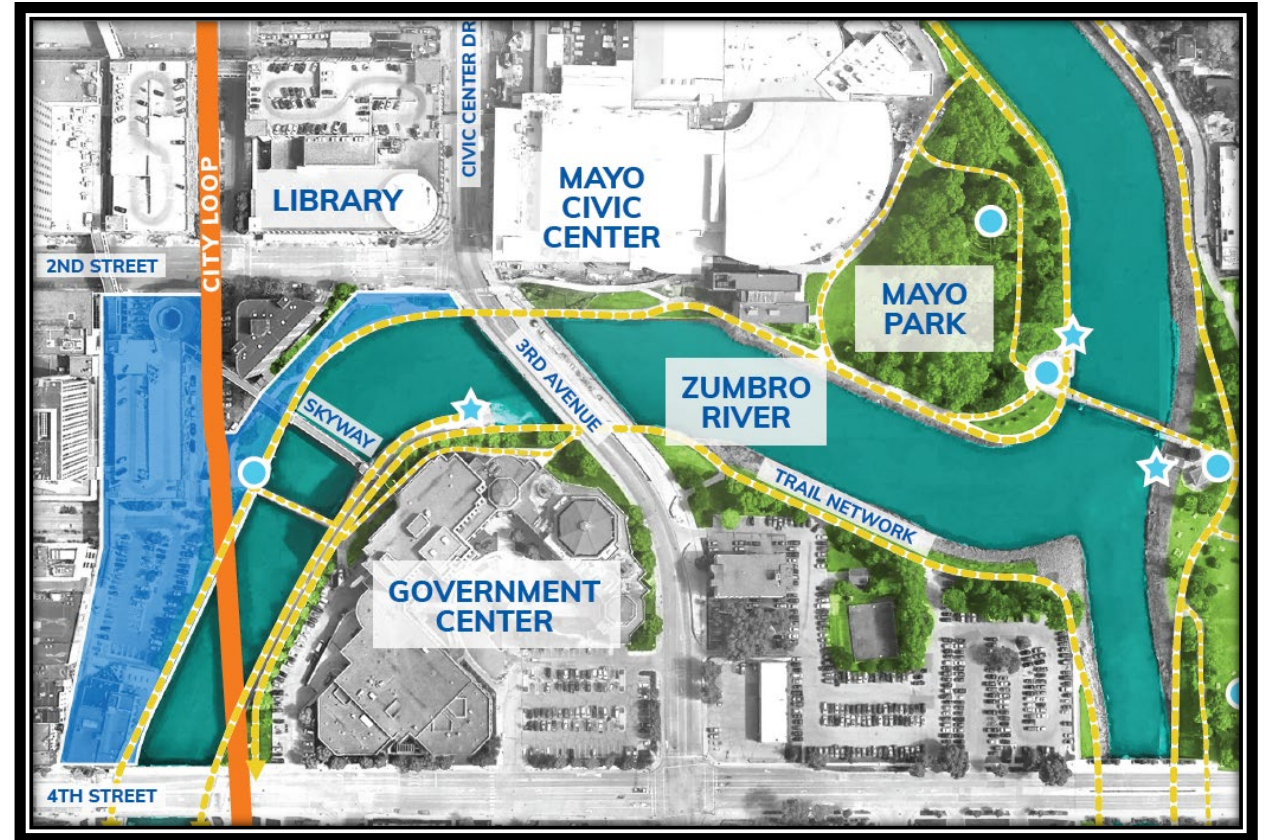 CIVIC CENTER DR
CITY LOOP
LIBRARY
MAYO
CIVIC
CENTER
2ND STREET
MAYO
PARK
3RD AVENUE
ZUMBRO
RIVER
SKYWAY
TRAIL NETWORK
GOVERNMENT
CENTER
4TH STREET